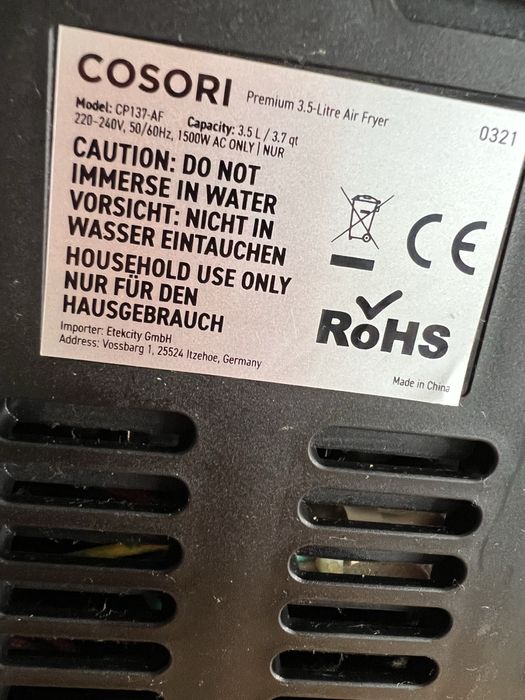 COSORI Premium 3.5-Litre Air Fryer 0321
Model: CP137-AF Capacity: 3.5 L / 3.7 qt
220-240V, 50/60Hz, 1500W AC ONLY | NUR
CAUTION: DO NOT
IMMERSE IN WATER
VORSICHT: NICHT IN
WASSER EINTAUCHEN
HOUSEHOLD USE ONLY
NUR FÜR DEN
HAUSGEBRAUCH
Importer: Etekcity GmbH
Address: Vossbarg 1, 25524 Itzehoe, Germany
CE
RoHS
Made in China